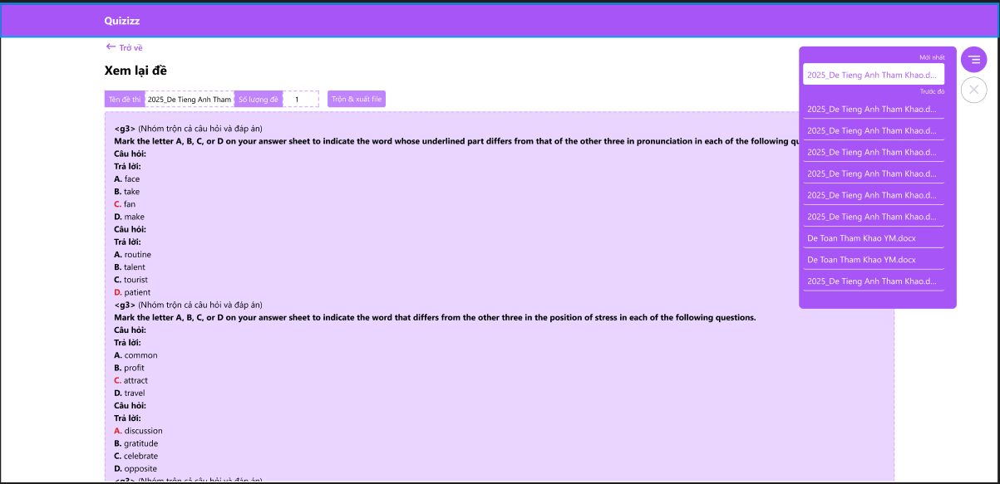 Quizizz
← Trở về
Xem lại đề
Tên đề thi 2025_De Tieng Anh Tham Số lượng đề 1 Trộn & xuất file
<g3> (Nhóm trộn cả câu hỏi và đáp án)
Mark the letter A, B, C, or D on your answer sheet to indicate the word whose underlined part differs from that of the other three in pronunciation in each of the following qu
Câu hỏi:
Trả lời:
A. face
B. take
C. fan
D. make
Câu hỏi:
Trả lời:
A. routine
B. talent
C. tourist
D. patient
<g3> (Nhóm trộn cả câu hỏi và đáp án)
Mark the letter A, B, C, or D on your answer sheet to indicate the word that differs from the other three in the position of stress in each of the following questions.
Câu hỏi:
Trả lời:
A. common
B. profit
C. attract
D. travel
Câu hỏi:
Trả lời:
A. discussion
B. gratitude
C. celebrate
D. opposite
<g3> (Nhóm trộn cả câu hỏi và đáp án)
Mới nhất
2025_De Tieng Anh Tham Khao.d...
Trước đó
2025_De Tieng Anh Tham Khao.d...
2025_De Tieng Anh Tham Khao.d...
2025_De Tieng Anh Tham Khao.d...
2025_De Tieng Anh Tham Khao.d...
2025_De Tieng Anh Tham Khao.d...
2025_De Tieng Anh Tham Khao.d...
De Toan Tham Khao YM.docx
De Toan Tham Khao YM.docx
2025_De Tieng Anh Tham Khao.d...